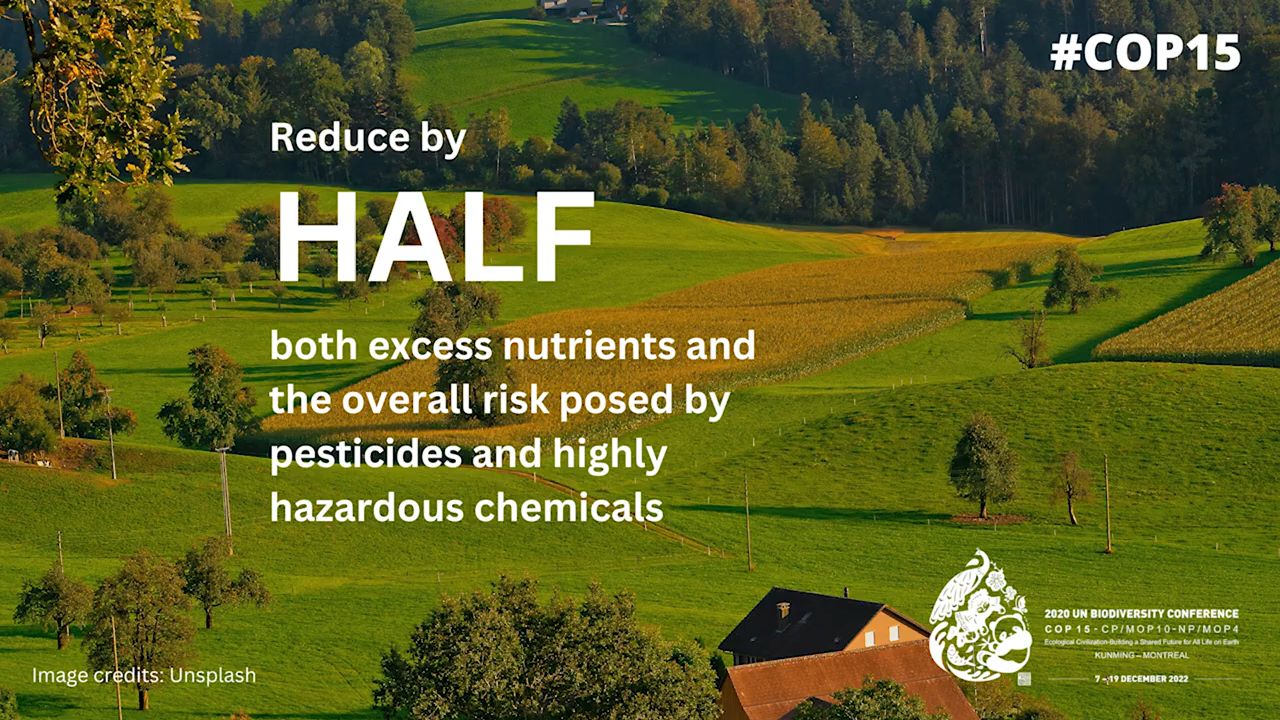 #COP15
Reduce by
HALF
both excess nutrients and
the overall risk posed by
pesticides and highly
hazardous chemicals
2020 UN BIODIVERSITY CONFERENCE
COP 15 - CP/MOP10-NP/MOP4
Ecological Civilization-Building a Shared Future for All Life on Earth
KUNMING – MONTREAL
7 – 19 DECEMBER 2022
Image credits: Unsplash